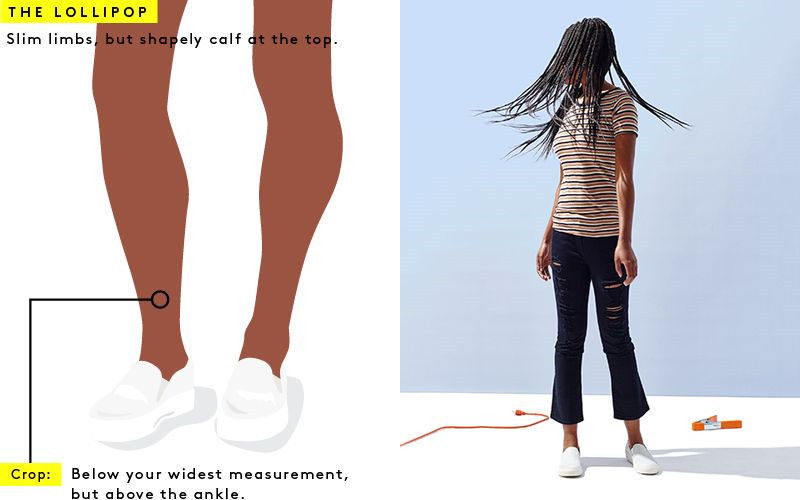 THE LOLLIPOP
Slim limbs, but shapely calf at the top.
Crop: Below your widest measurement,
but above the ankle.